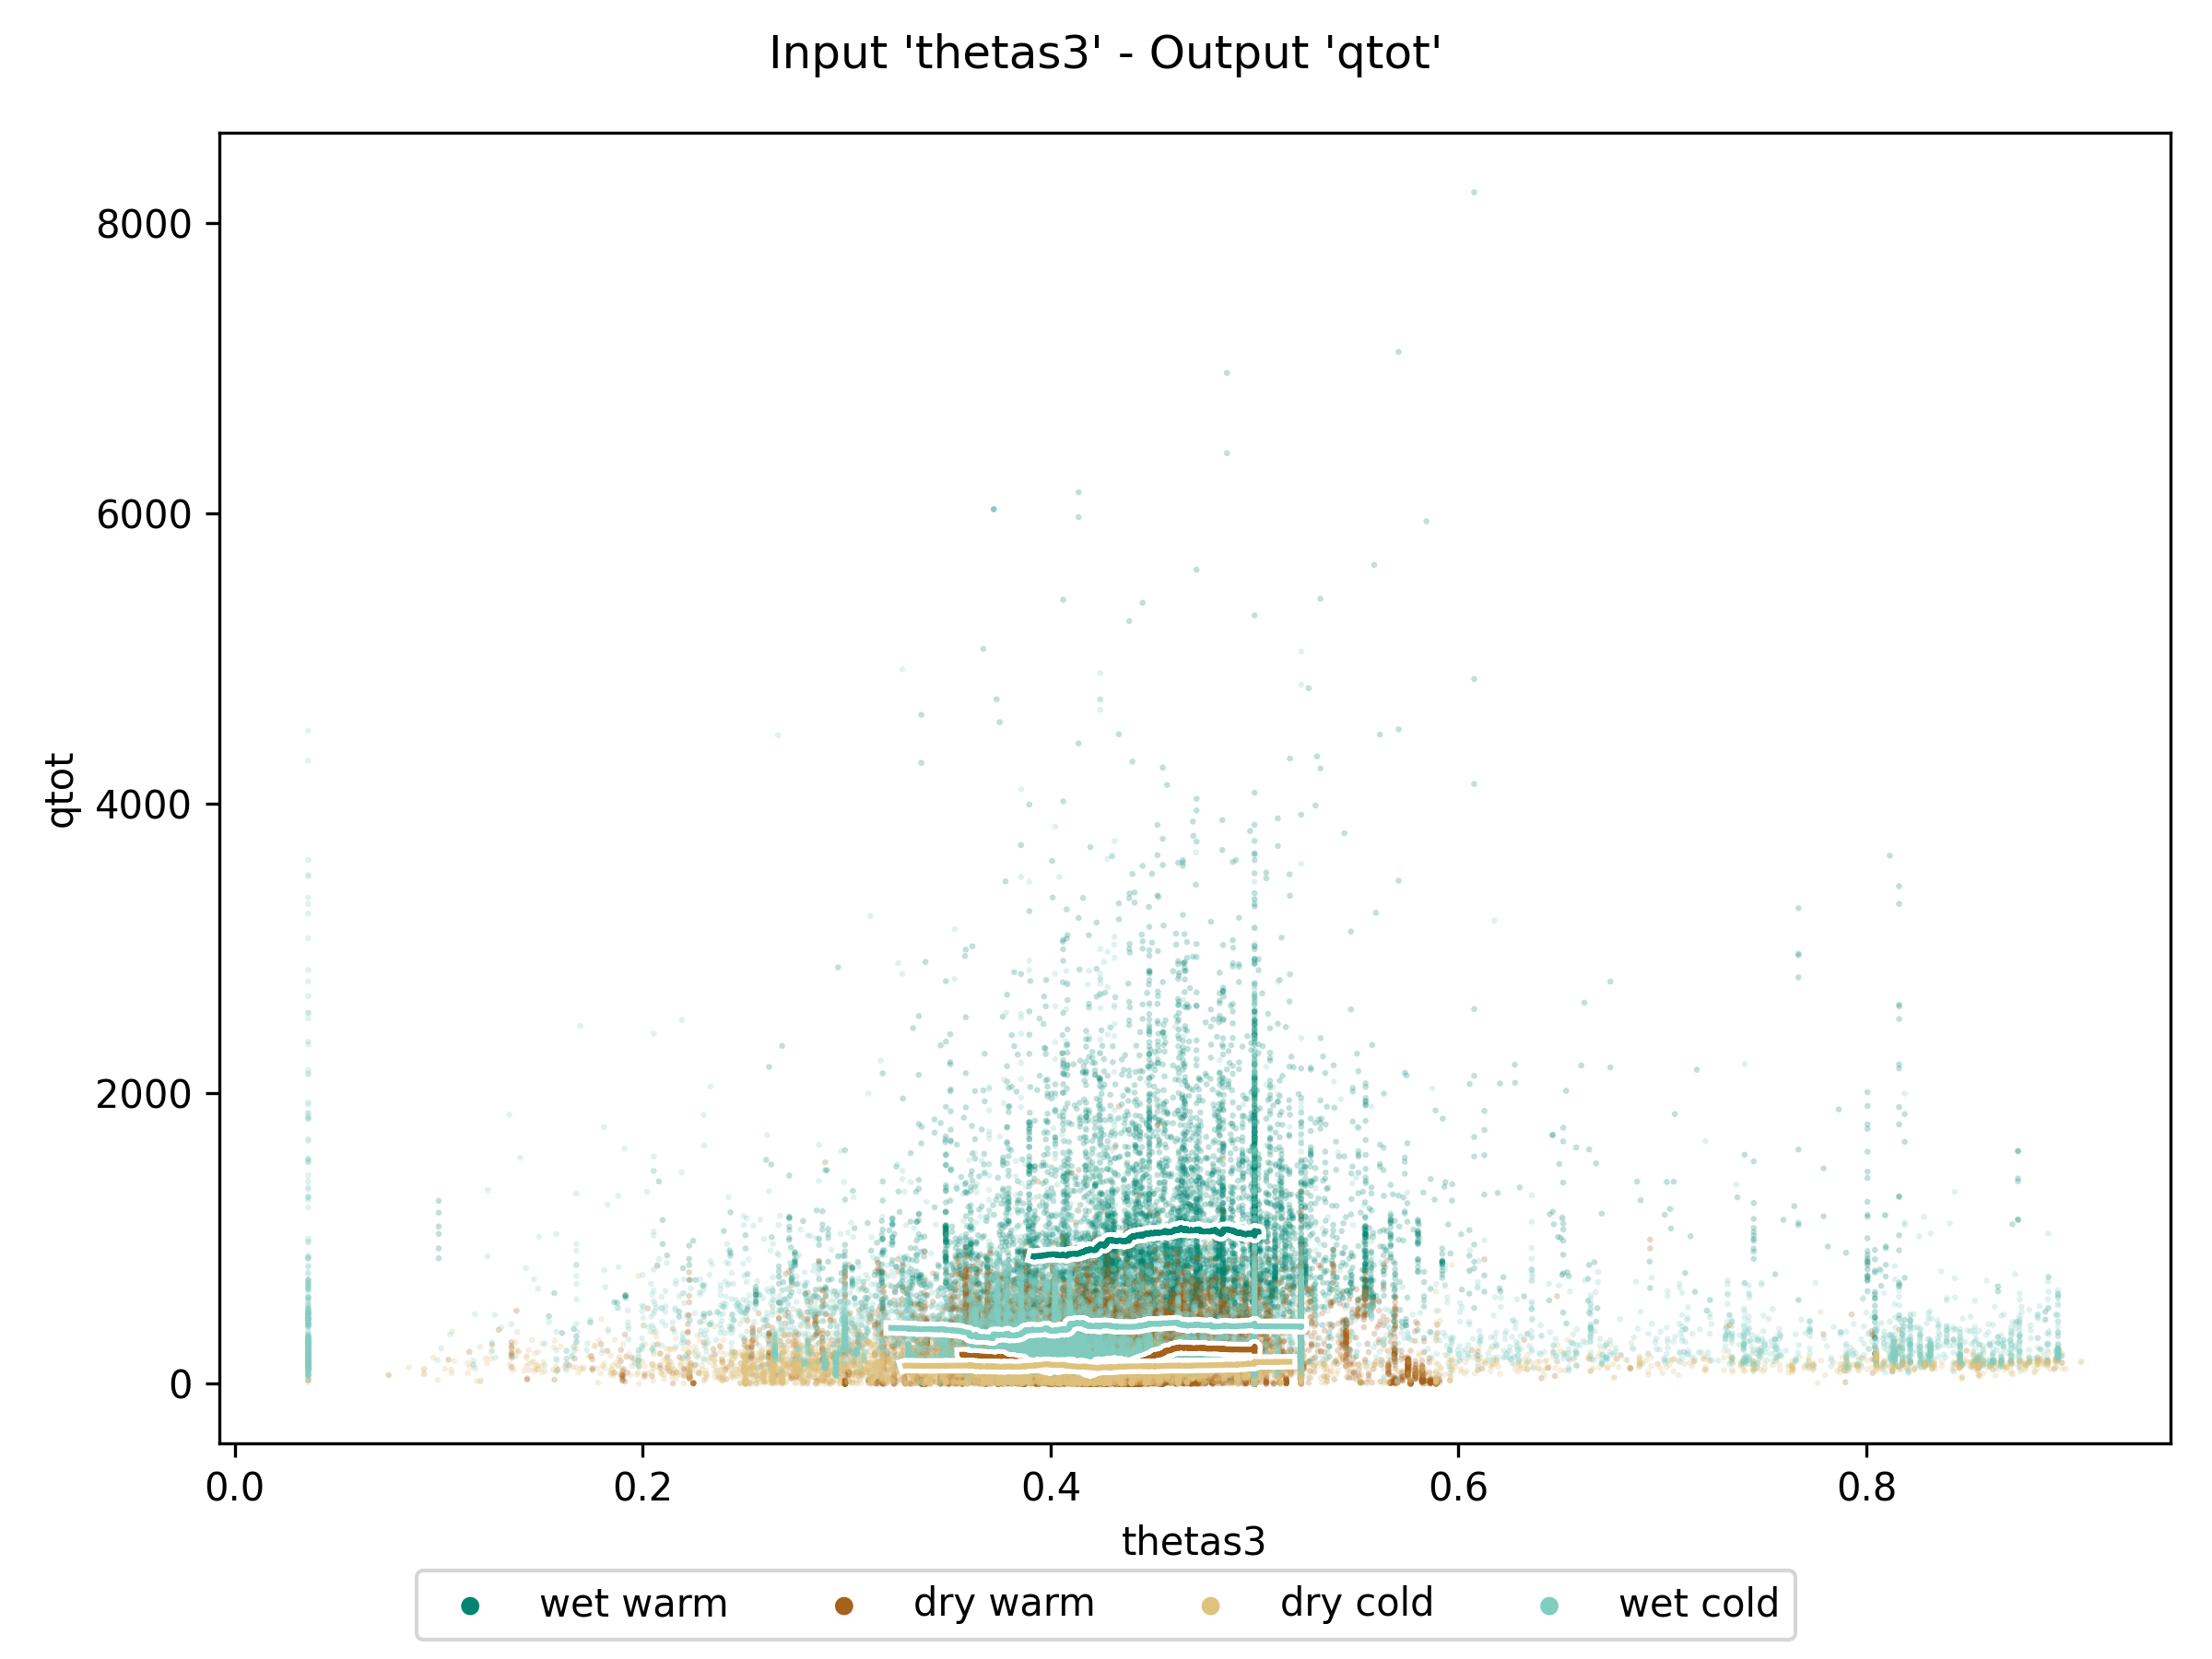 Input 'thetas3' - Output 'qtot'
8000
6000
4000
2000
0
qtot
0.0 0.2 0.4 0.6 0.8
thetas3
wet warm dry warm dry cold wet cold